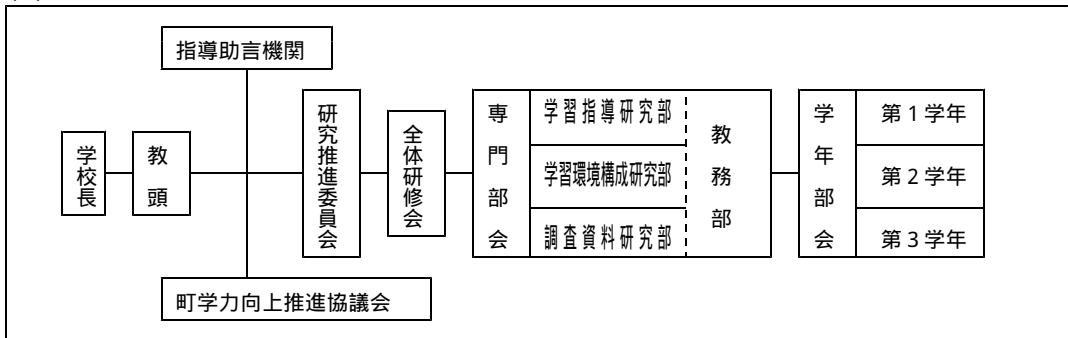 指導助言機関
学校長
教頭
研究推進委員会
全体研修会
専門部会
学習指導研究部
学習環境構成研究部
調査資料研究部
教務部
学年部会
第1学年
第2学年
第3学年
町学力向上推進協議会